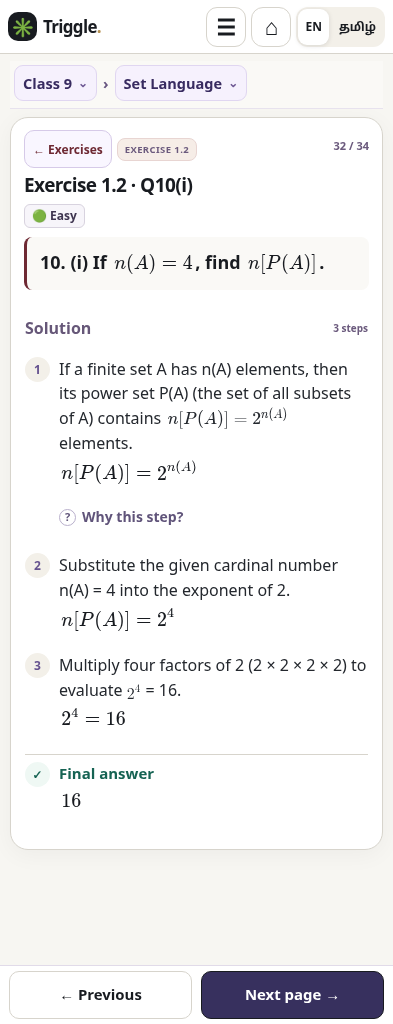 Triggle.
☰
⌂
EN
தமிழ்
Class 9 ⌄ › Set Language ⌄
← Exercises
EXERCISE 1.2
32 / 34
Exercise 1.2 · Q10(i)
🟢 Easy
10. (i) If n(A) = 4, find n[P(A)].
Solution
3 steps
1
If a finite set A has n(A) elements, then
its power set P(A) (the set of all subsets
of A) contains n[P(A)] = 2^{n(A)}
elements.
n[P(A)] = 2^{n(A)}
? Why this step?
2
Substitute the given cardinal number
n(A) = 4 into the exponent of 2.
n[P(A)] = 2^4
3
Multiply four factors of 2 (2 × 2 × 2 × 2) to
evaluate 2^4 = 16.
2^4 = 16
✓ Final answer
16
← Previous
Next page →